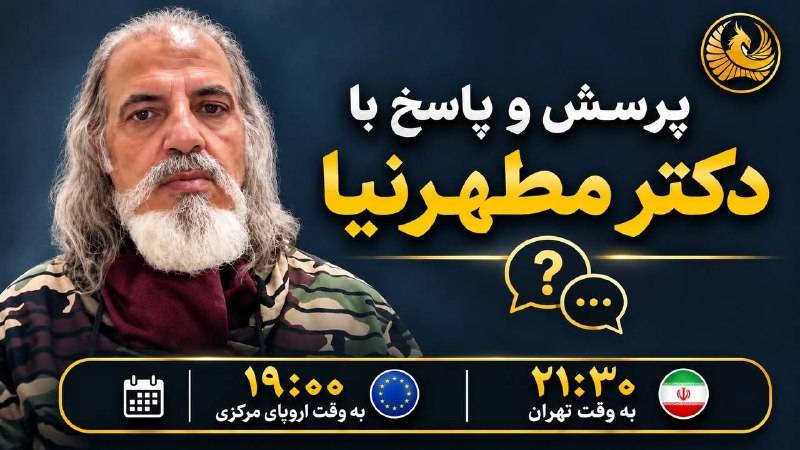 پرسش و پاسخ با
دکتر مطهرنیا
?
...
۲۱:۳۰
به وقت تهران
۱۹:۰۰
به وقت اروپای مرکزی